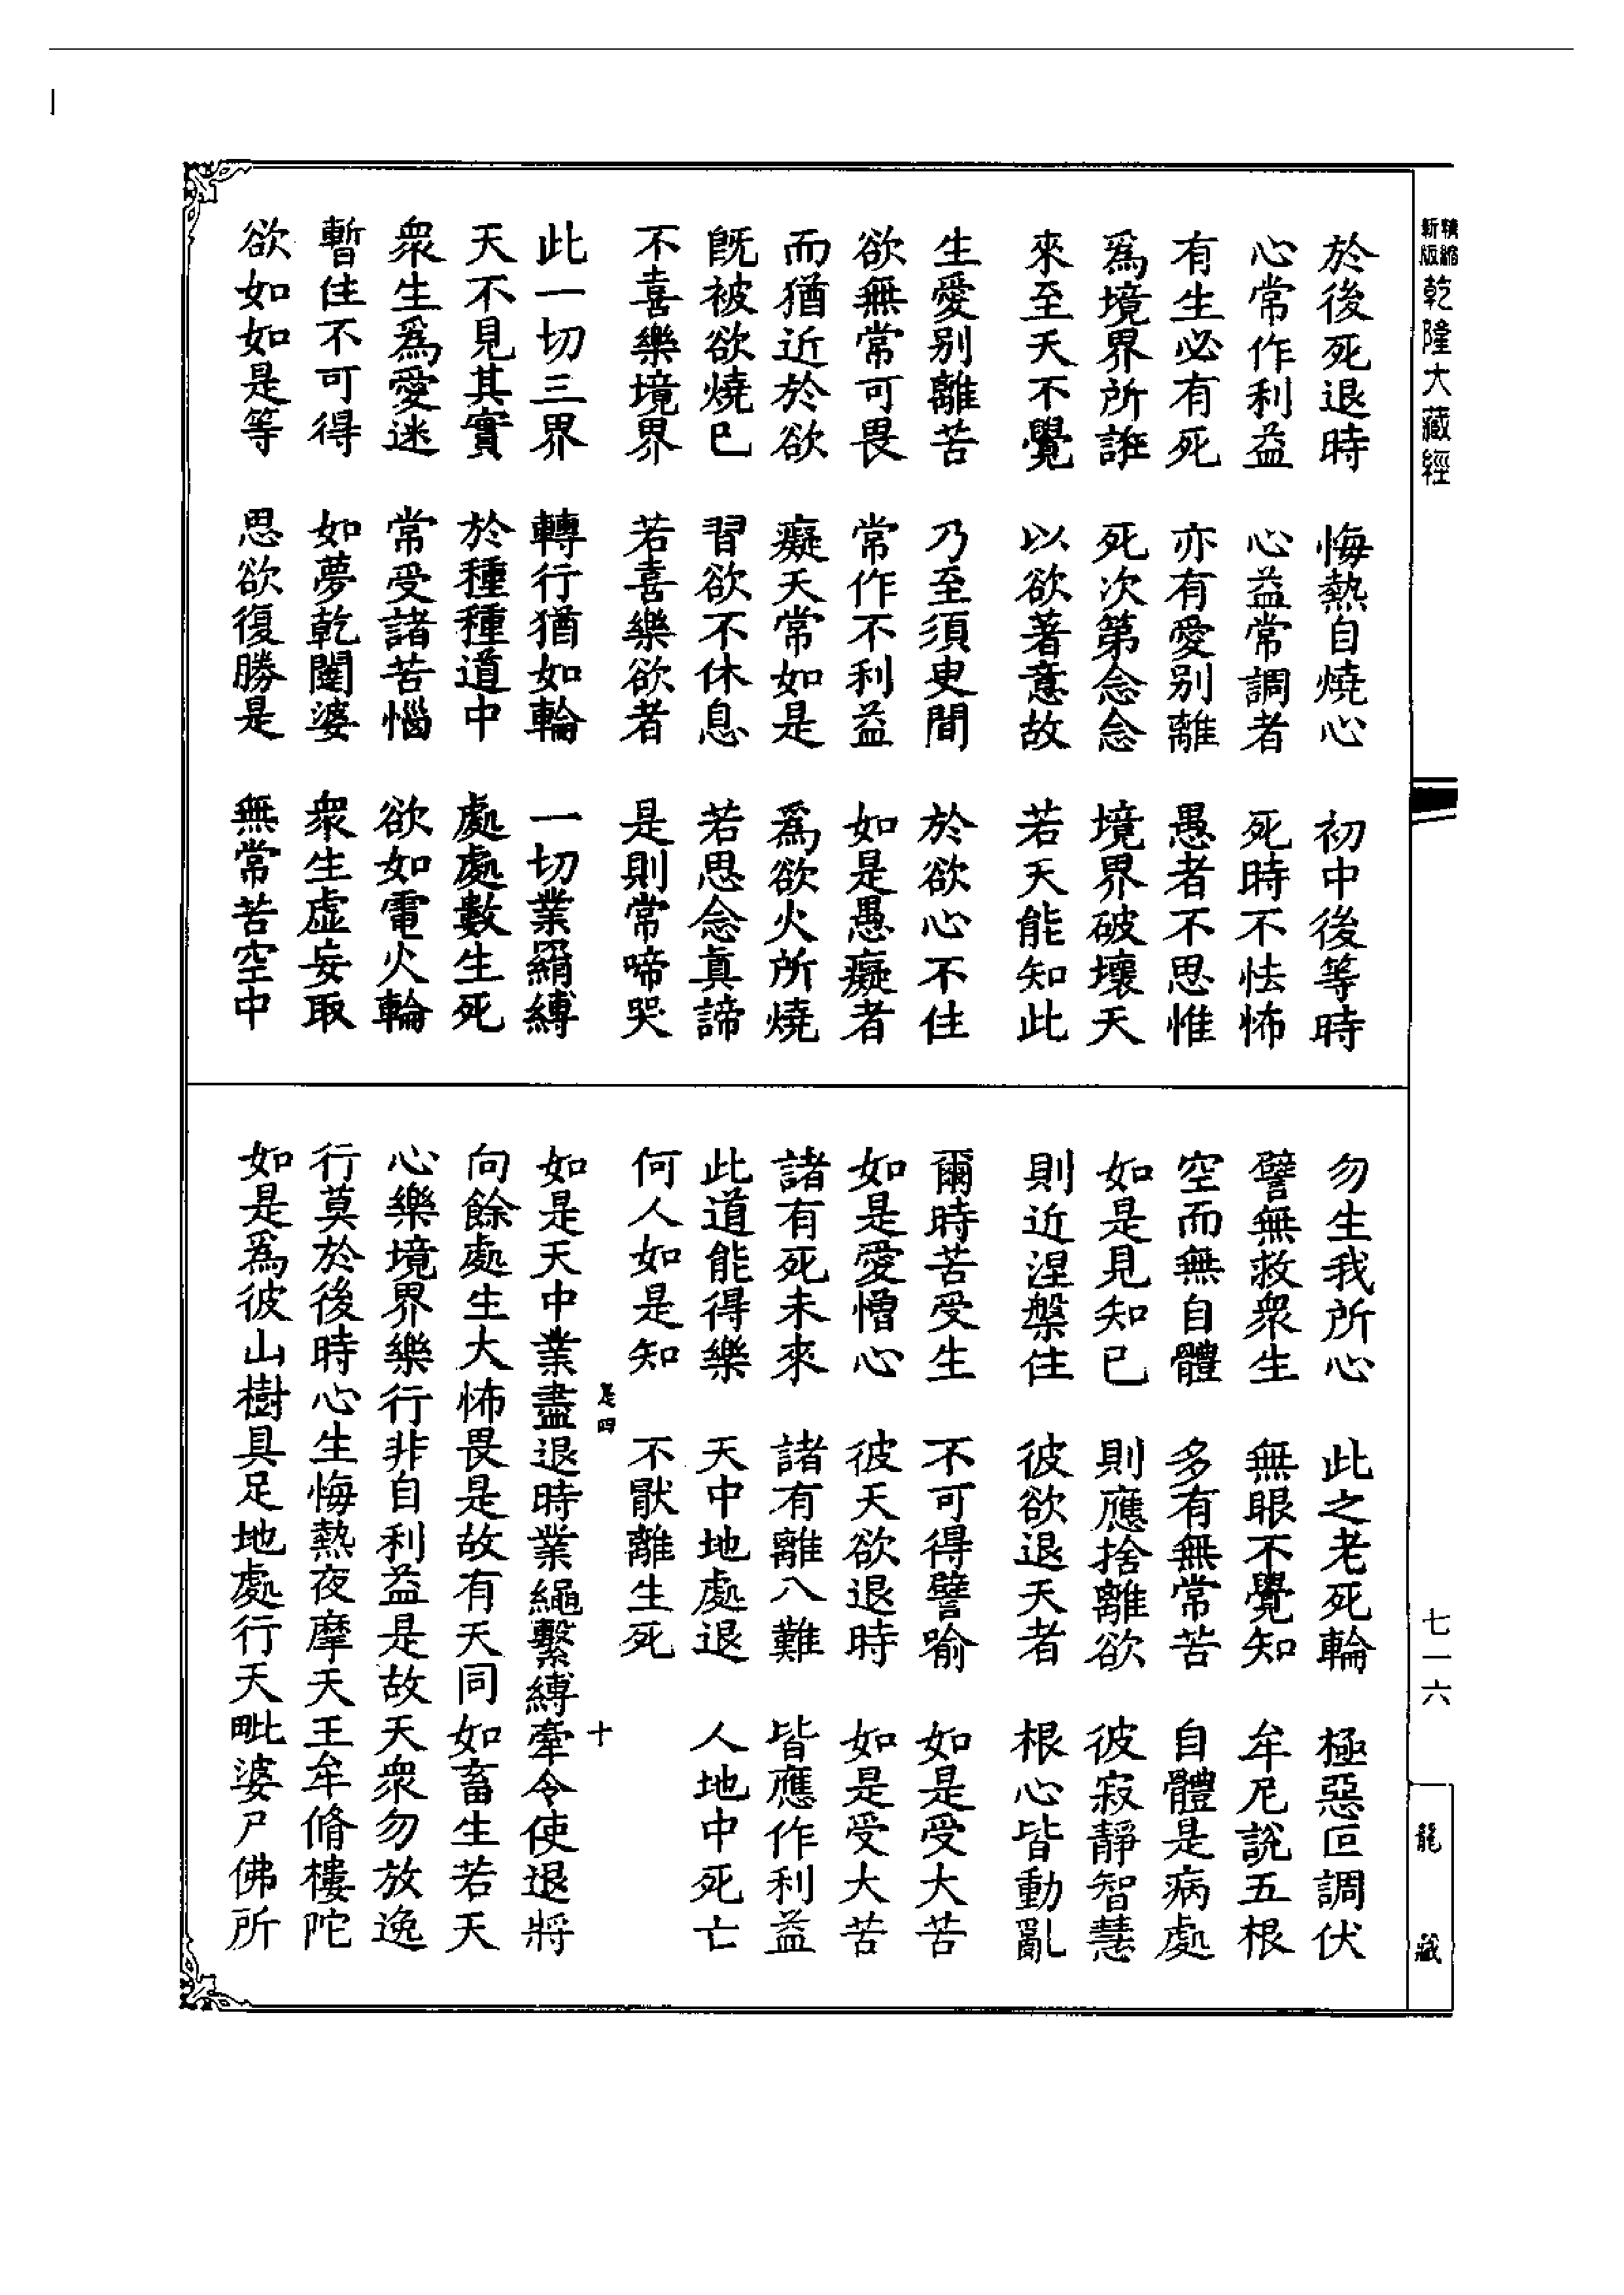 精縮新版乾隆大藏經
於後死退時　悔熱自燒心　初中後等時
心常作利益　心益常調者　死時不怯怖
有生必有死　亦有愛别離　愚者不思惟
爲境界所誑　死次第念念　境界破壞天
來至天不覺　以欲著意故　若天能知此
生愛别離苦　乃至須臾間　於欲心不住
欲無常可畏　常作不利益　如是愚癡者
而猶近於欲　癡天常如是　爲欲火所燒
旣被欲燒已　習欲不休息　若思念眞諦
不喜樂境界　若喜樂欲者　是則常啼哭
此一切三界　轉行猶如輪　一切業羂縛
天不見其實　於種種道中　處處數生死
衆生爲愛迷　常受諸苦惱　欲如電火輪
暫住不可得　如夢乾闥婆　衆生虛妄取
欲如如是等　思欲復勝是　無常苦空中
勿生我所心　此之老死輪　極惡叵調伏
譬無救衆生　無眼不覺知　牟尼說五根
空而無自體　多有無常苦　自體是病處
如是見知已　則應捨離欲　彼寂靜智慧
則近涅槃住　彼欲退天者　根心皆動亂
爾時苦受生　不可得譬喻　如是受大苦
如是愛憎心　彼天欲退時　如是受大苦
諸有死未來　諸有離八難　皆應作利益
此道能得樂　天中地處退　人地中死亡
何人如是知　不厭離生死
十
如是天中業盡退時業繩繫縛牽令使退將
向餘處生大怖畏是故有天同如畜生若天
心樂境界樂行非自利益是故天衆勿放逸
行莫於後時心生悔熱夜摩天王牟脩樓陀
如是爲彼山樹具足地處行天毗婆尸佛所
七一六
龍藏